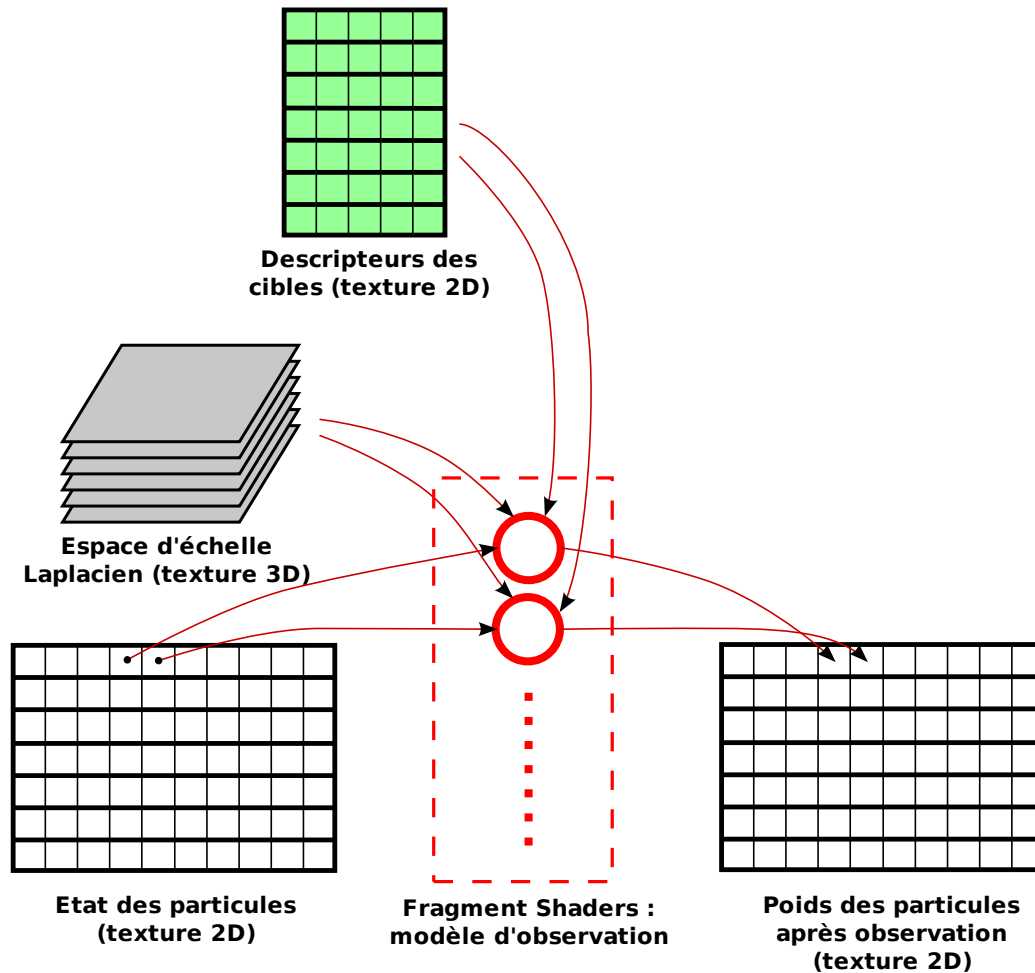 Descripteurs des
cibles (texture 2D)
Espace d'échelle
Laplacien (texture 3D)
Etat des particules
(texture 2D)
Fragment Shaders :
modèle d'observation
Poids des particules
après observation
(texture 2D)